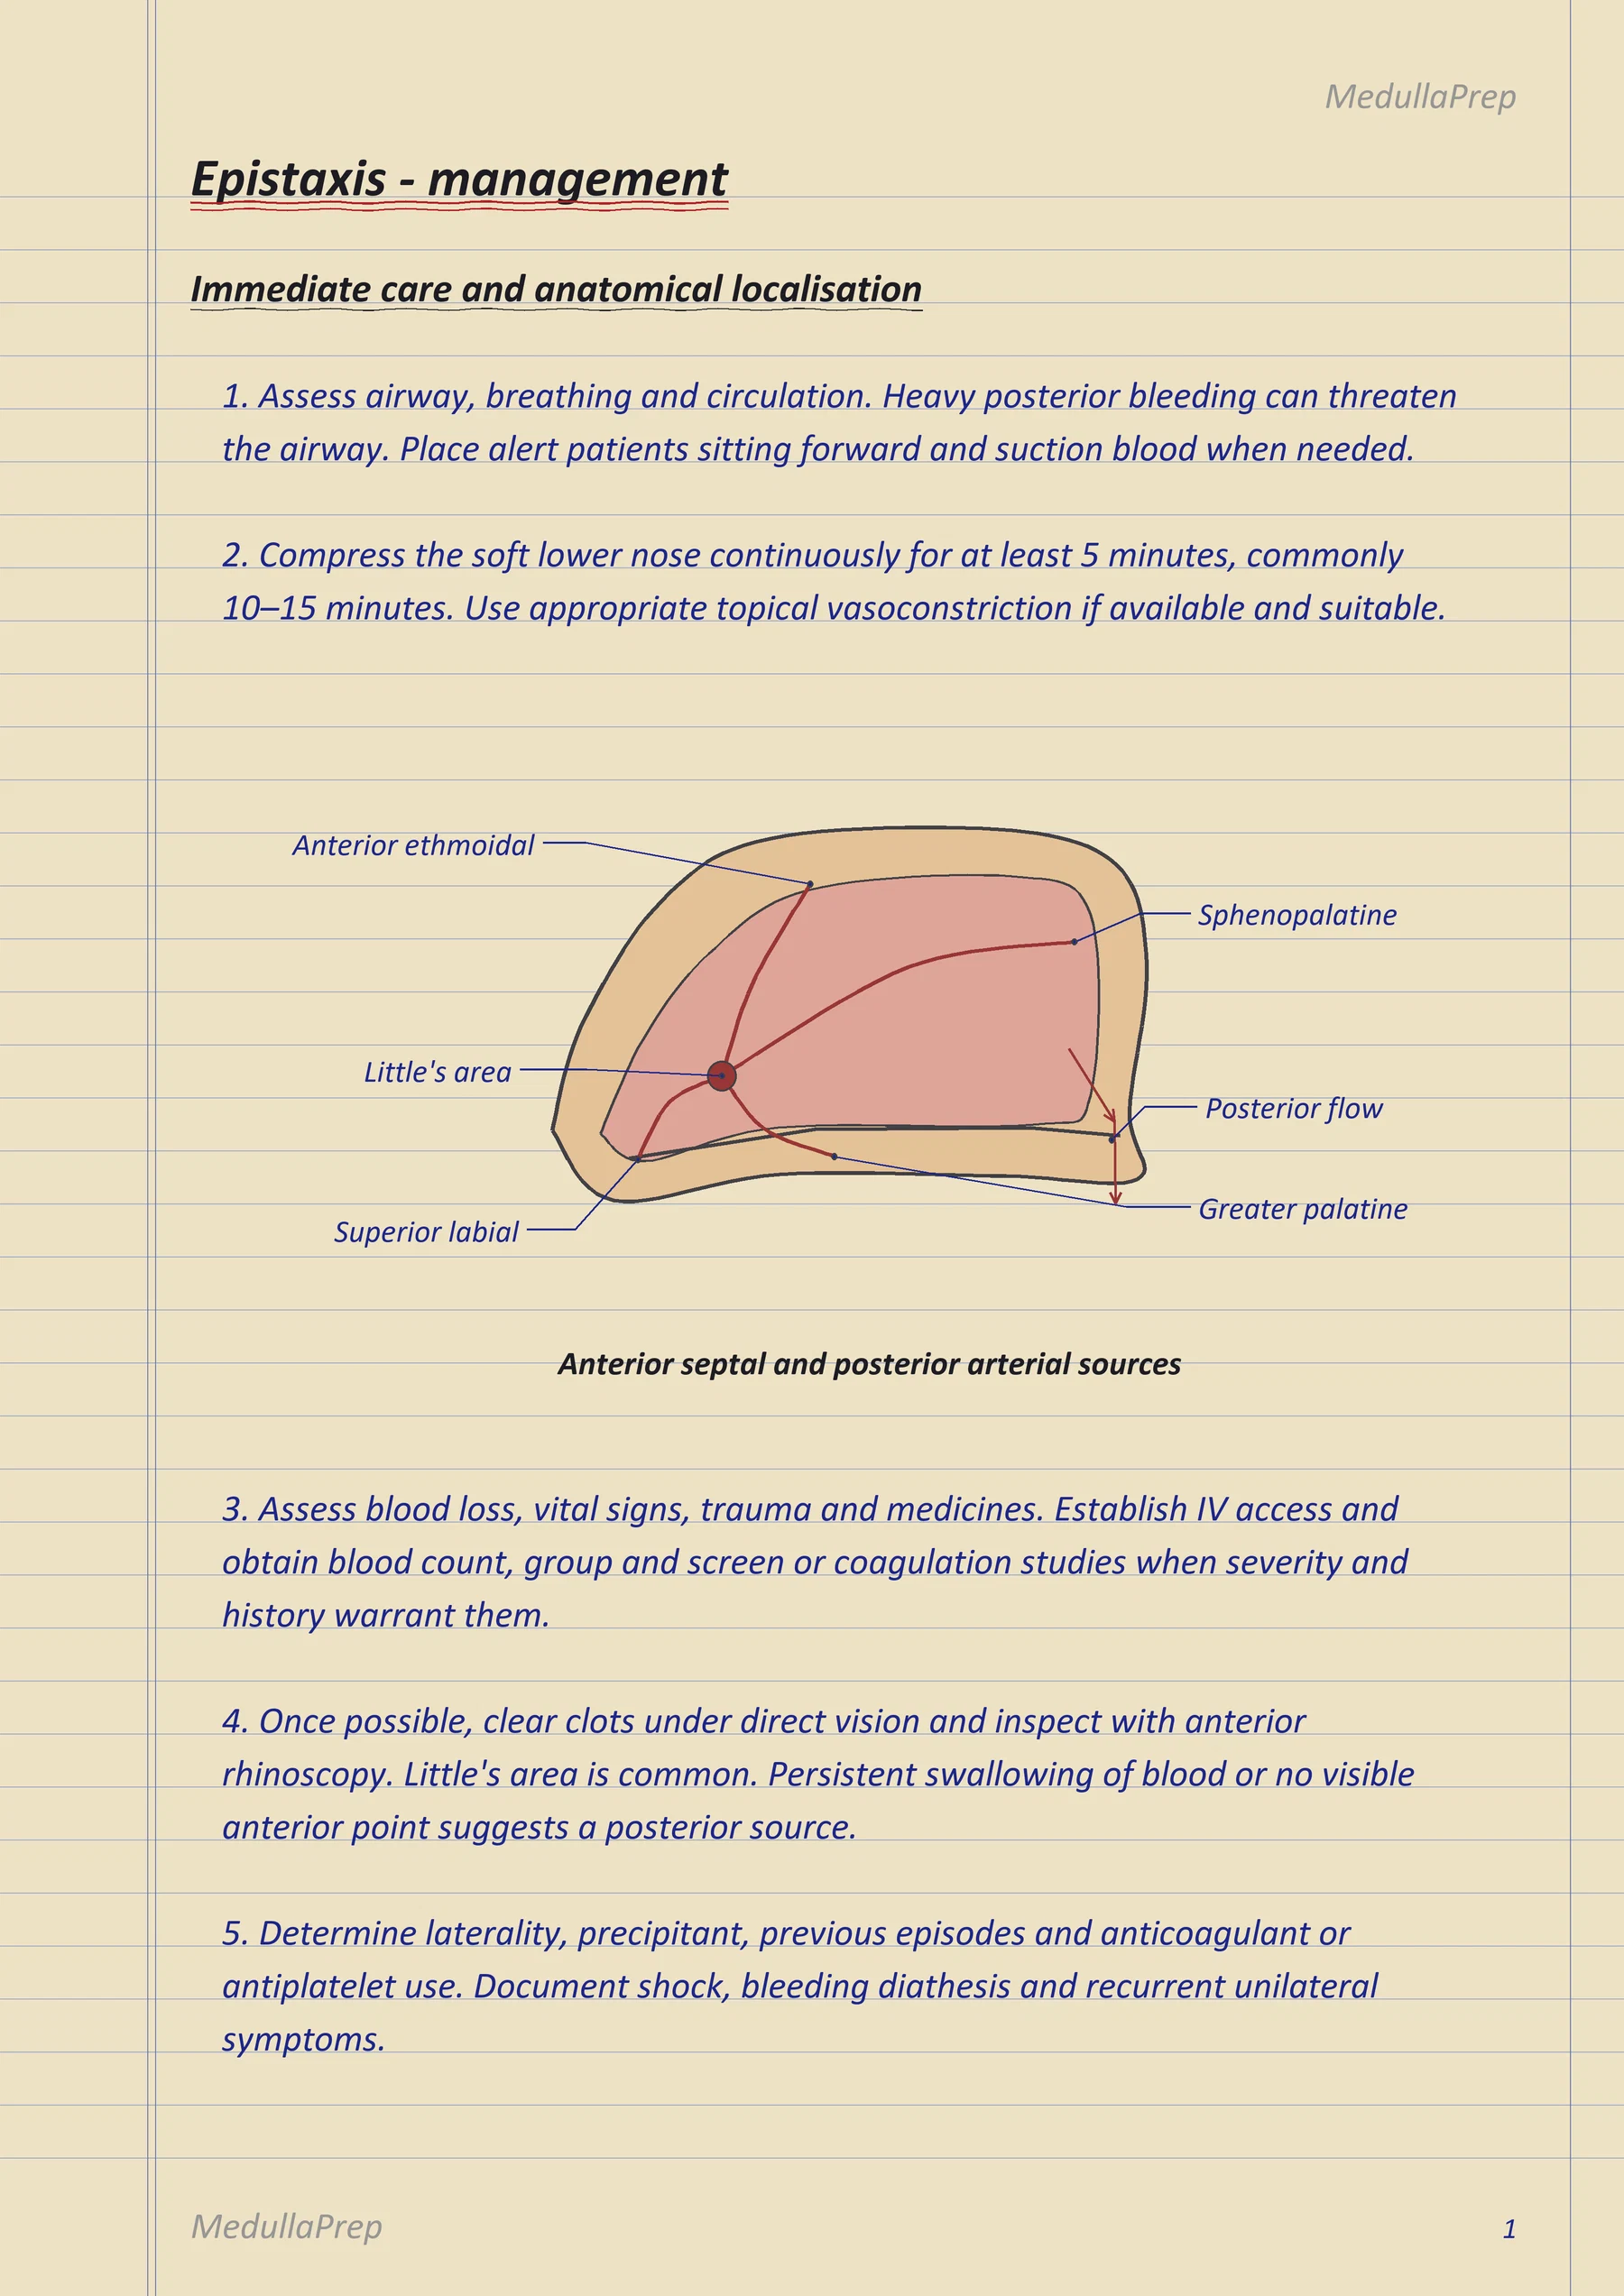 MedullaPrep
Epistaxis - management
Immediate care and anatomical localisation
1. Assess airway, breathing and circulation. Heavy posterior bleeding can threaten
the airway. Place alert patients sitting forward and suction blood when needed.
2. Compress the soft lower nose continuously for at least 5 minutes, commonly
10–15 minutes. Use appropriate topical vasoconstriction if available and suitable.
Anterior ethmoidal
Sphenopalatine
Little's area
Posterior flow
Greater palatine
Superior labial
Anterior septal and posterior arterial sources
3. Assess blood loss, vital signs, trauma and medicines. Establish IV access and
obtain blood count, group and screen or coagulation studies when severity and
history warrant them.
4. Once possible, clear clots under direct vision and inspect with anterior
rhinoscopy. Little's area is common. Persistent swallowing of blood or no visible
anterior point suggests a posterior source.
5. Determine laterality, precipitant, previous episodes and anticoagulant or
antiplatelet use. Document shock, bleeding diathesis and recurrent unilateral
symptoms.
MedullaPrep
1